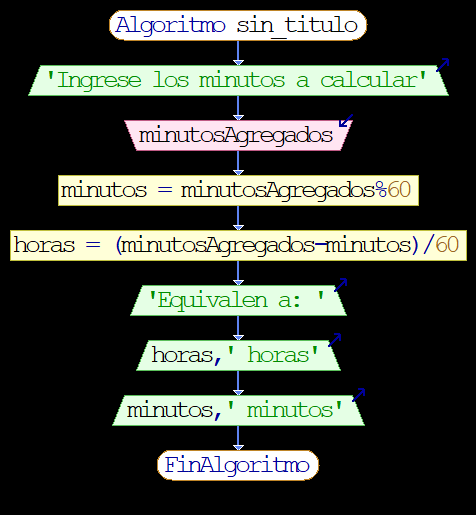 Algoritmo sin_titulo
'Ingrese los minutos a calcular'
minutosAgregados
minutos = minutosAgregados%60
horas = (minutosAgregados-minutos)/60
'Equivalen a: '
horas,' horas'
minutos,' minutos'
FinAlgoritmo